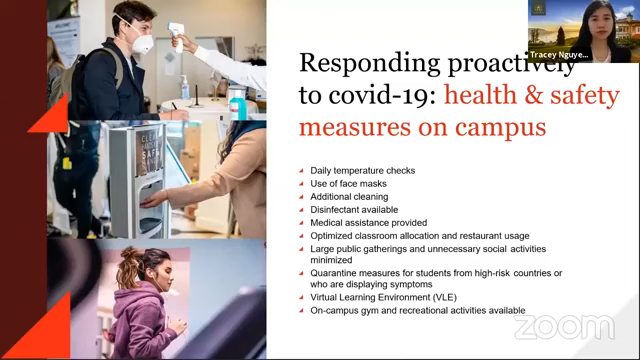 Tracey Nguye...
Responding proactively
to covid-19: health & safety
measures on campus
Daily temperature checks
Use of face masks
Additional cleaning
Disinfectant available
Medical assistance provided
Optimized classroom allocation and restaurant usage
Large public gatherings and unnecessary social activities
minimized
Quarantine measures for students from high-risk countries or
who are displaying symptoms
Virtual Learning Environment (VLE)
On-campus gym and recreational activities available
CLEAN
HANDS
SAFE
zoom